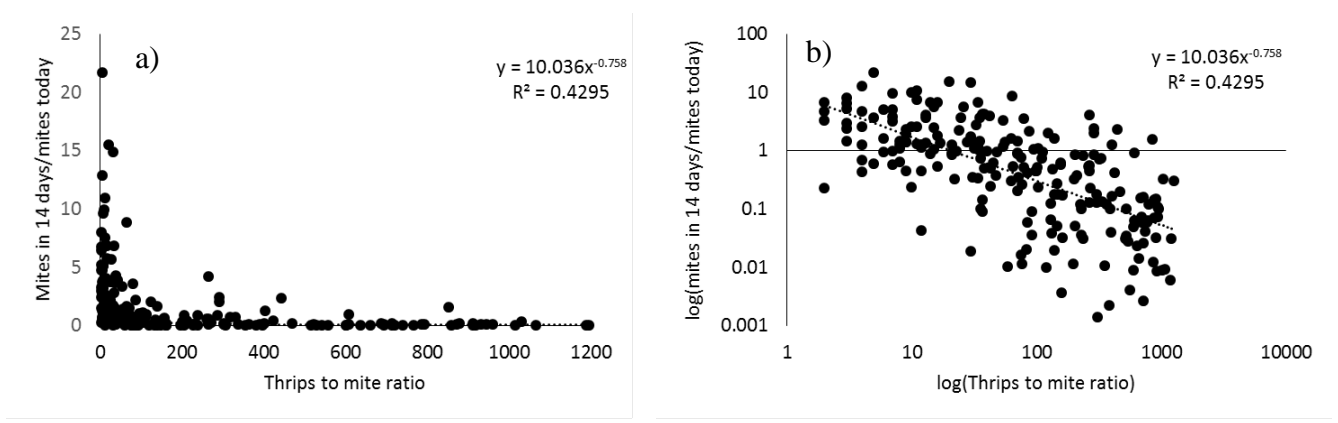 a)
y = 10.036x^-0.758
R² = 0.4295
Mites in 14 days/mites today
25
20
15
10
5
0
0 200 400 600 800 1000 1200
Thrips to mite ratio
b)
y = 10.036x^-0.758
R² = 0.4295
log(mites in 14 days/mites today)
100
10
1
0.1
0.01
0.001
1 10 100 1000 10000
log(Thrips to mite ratio)